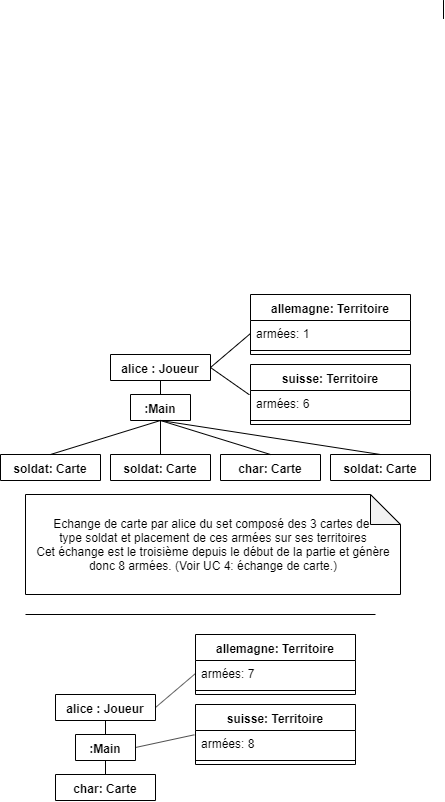 allemagne: Territoire
armées: 1
alice : Joueur
suisse: Territoire
armées: 6
:Main
soldat: Carte
soldat: Carte
char: Carte
soldat: Carte
Echange de carte par alice du set composé des 3 cartes de
type soldat et placement de ces armées sur ses territoires
Cet échange est le troisième depuis le début de la partie et génère
donc 8 armées. (Voir UC 4: échange de carte.)
allemagne: Territoire
armées: 7
alice : Joueur
suisse: Territoire
armées: 8
:Main
char: Carte